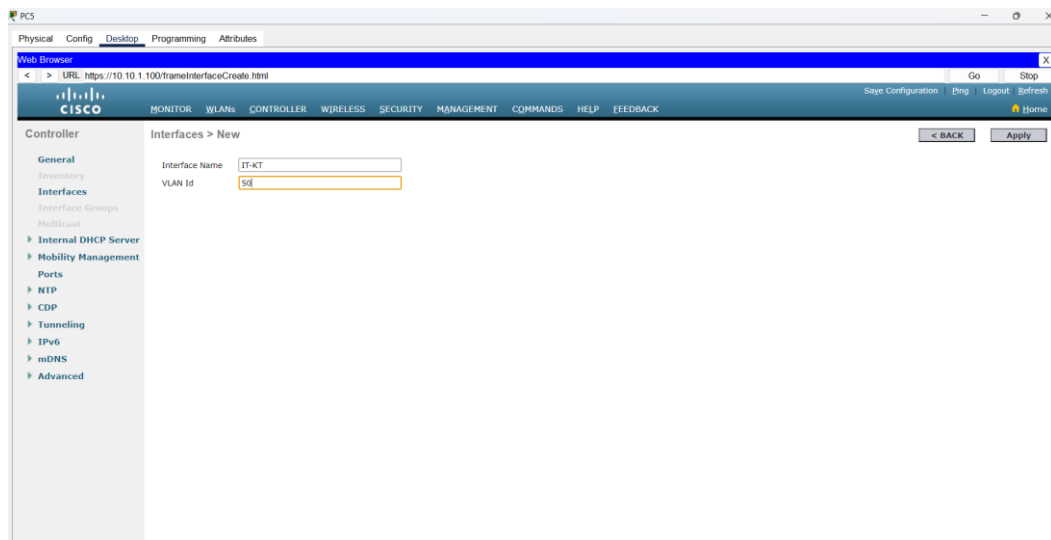 PC5
Physical Config Desktop Programming Attributes
Web Browser X
< > URL https://10.10.1.100/frameInterfaceCreate.html Go Stop
Save Configuration Ping Logout Refresh
CISCO MONITOR WLANs CONTROLLER WIRELESS SECURITY MANAGEMENT COMMANDS HELP FEEDBACK Home
Controller Interfaces > New < BACK Apply
General
Interface Name IT-KT
Inventory
VLAN Id 50
Interfaces
Interface Groups
Multicast
Internal DHCP Server
Mobility Management
Ports
NTP
CDP
Tunneling
IPv6
mDNS
Advanced